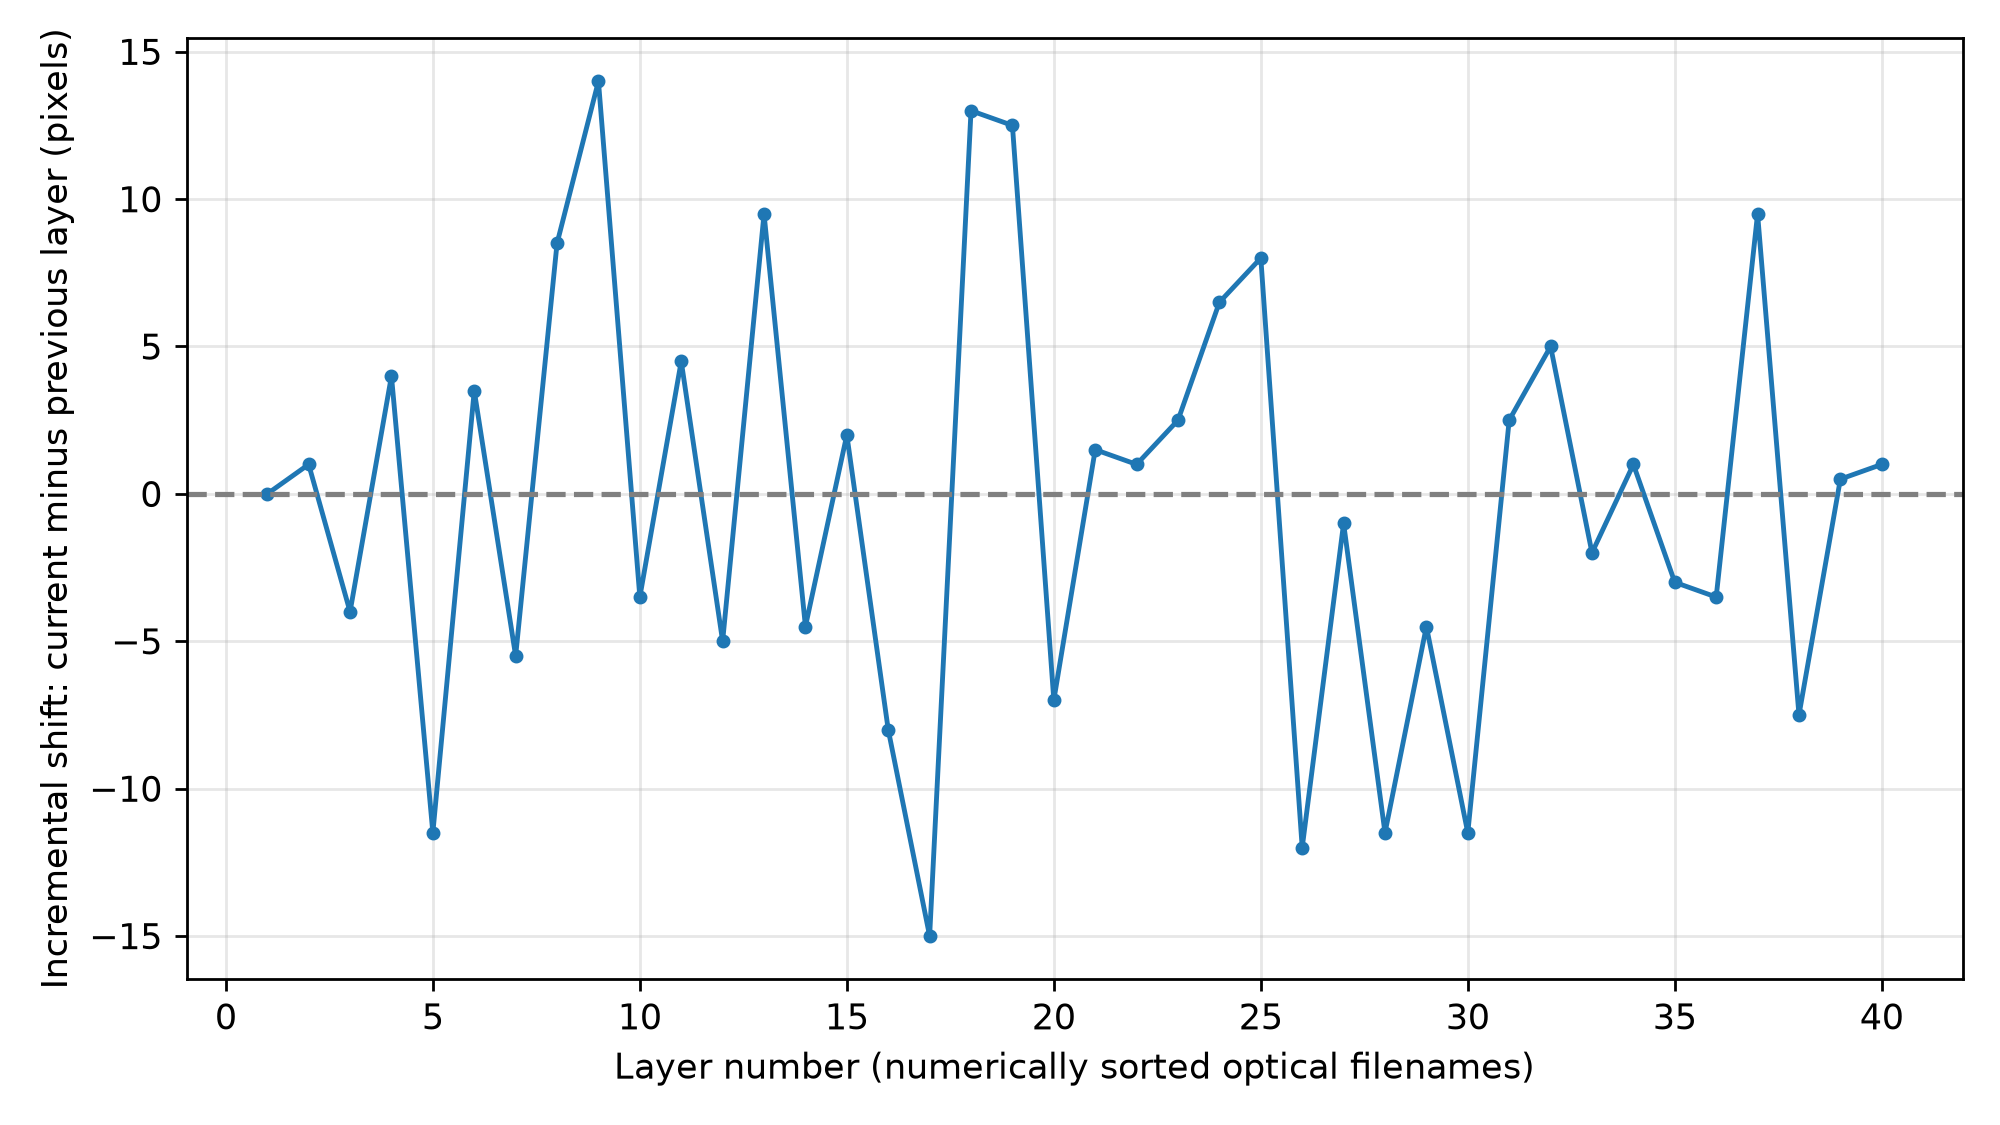 Incremental shift: current minus previous layer (pixels)
15
10
5
0
−5
−10
−15
0 5 10 15 20 25 30 35 40
Layer number (numerically sorted optical filenames)